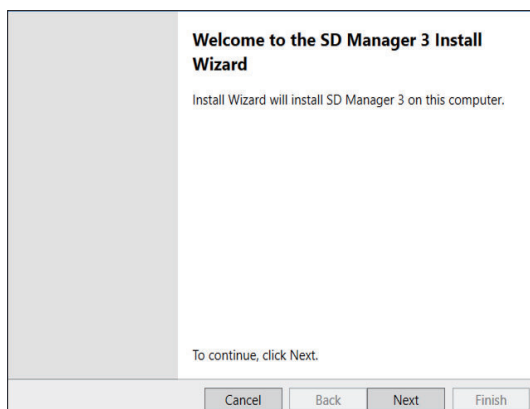 Welcome to the SD Manager 3 Install
Wizard
Install Wizard will install SD Manager 3 on this computer.
To continue, click Next.
Cancel Back Next Finish